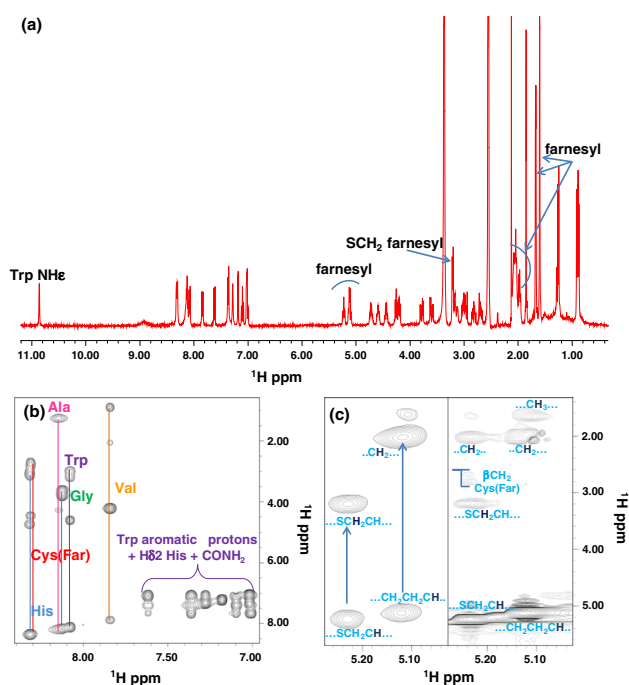 (a)
farnesyl
SCH₂ farnesyl
Trp NHε
farnesyl
11.00 10.00 9.00 8.00 7.00 6.00 5.00 4.00 3.00 2.00 1.00
¹H ppm
(b)
Ala
Trp
Gly
Val
Cys(Far)
His
Trp aromatic protons
+ Hδ2 His + CONH₂
2.00
4.00
6.00
8.00
¹H ppm
8.00 7.00
¹H ppm
(c)
...CH₃...
..CH₂...
..CH₂..
..CH₂...
βCH₂
Cys(Far)
...SCH₂CH...
...SCH₂CH...
...CH₂CH₂CH..
...SCH₂CH...
...SCH₂CH...
...CH₂CH₂CH..
2.00
3.00
4.00
5.00
¹H ppm
5.20 5.10 5.20 5.10
¹H ppm